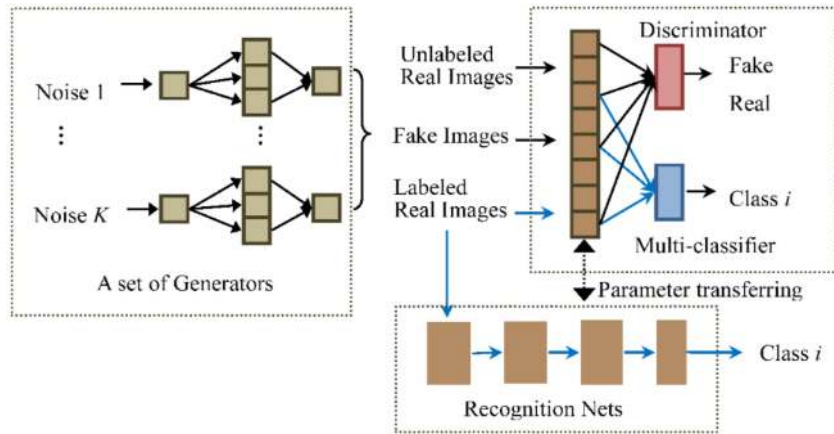 Noise 1
⋮
Noise K
⋮
A set of Generators
Unlabeled
Real Images
Fake Images
Labeled
Real Images
Discriminator
Fake
Real
Class i
Multi-classifier
Parameter transferring
Class i
Recognition Nets